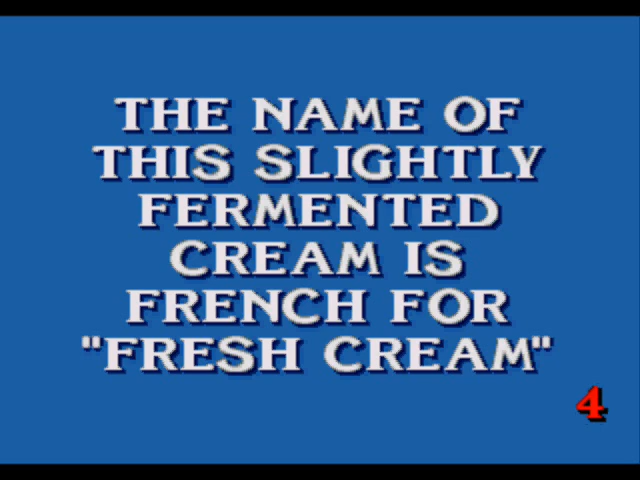 THE NAME OF
THIS SLIGHTLY
FERMENTED
CREAM IS
FRENCH FOR
"FRESH CREAM"
4